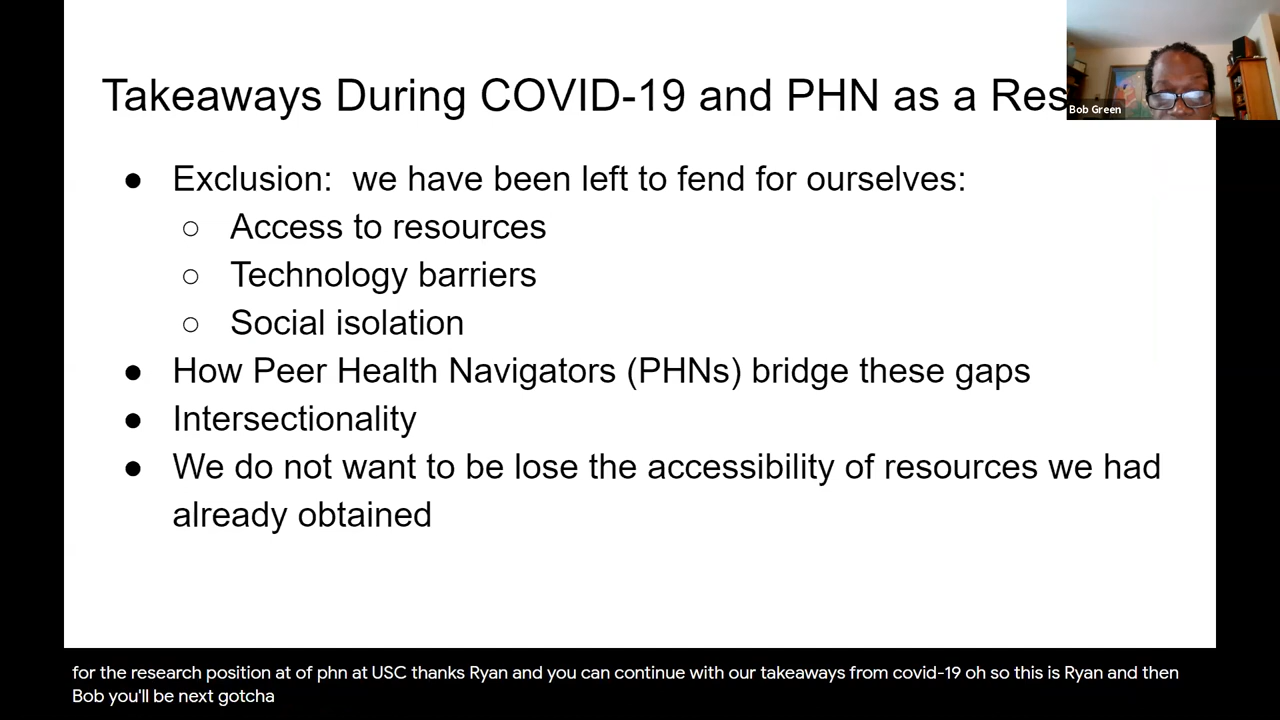 Takeaways During COVID-19 and PHN as a Res
Bob Green
● Exclusion: we have been left to fend for ourselves:
○ Access to resources
○ Technology barriers
○ Social isolation
● How Peer Health Navigators (PHNs) bridge these gaps
● Intersectionality
● We do not want to be lose the accessibility of resources we had
already obtained
for the research position at of phn at USC thanks Ryan and you can continue with our takeaways from covid-19 oh so this is Ryan and then
Bob you'll be next gotcha